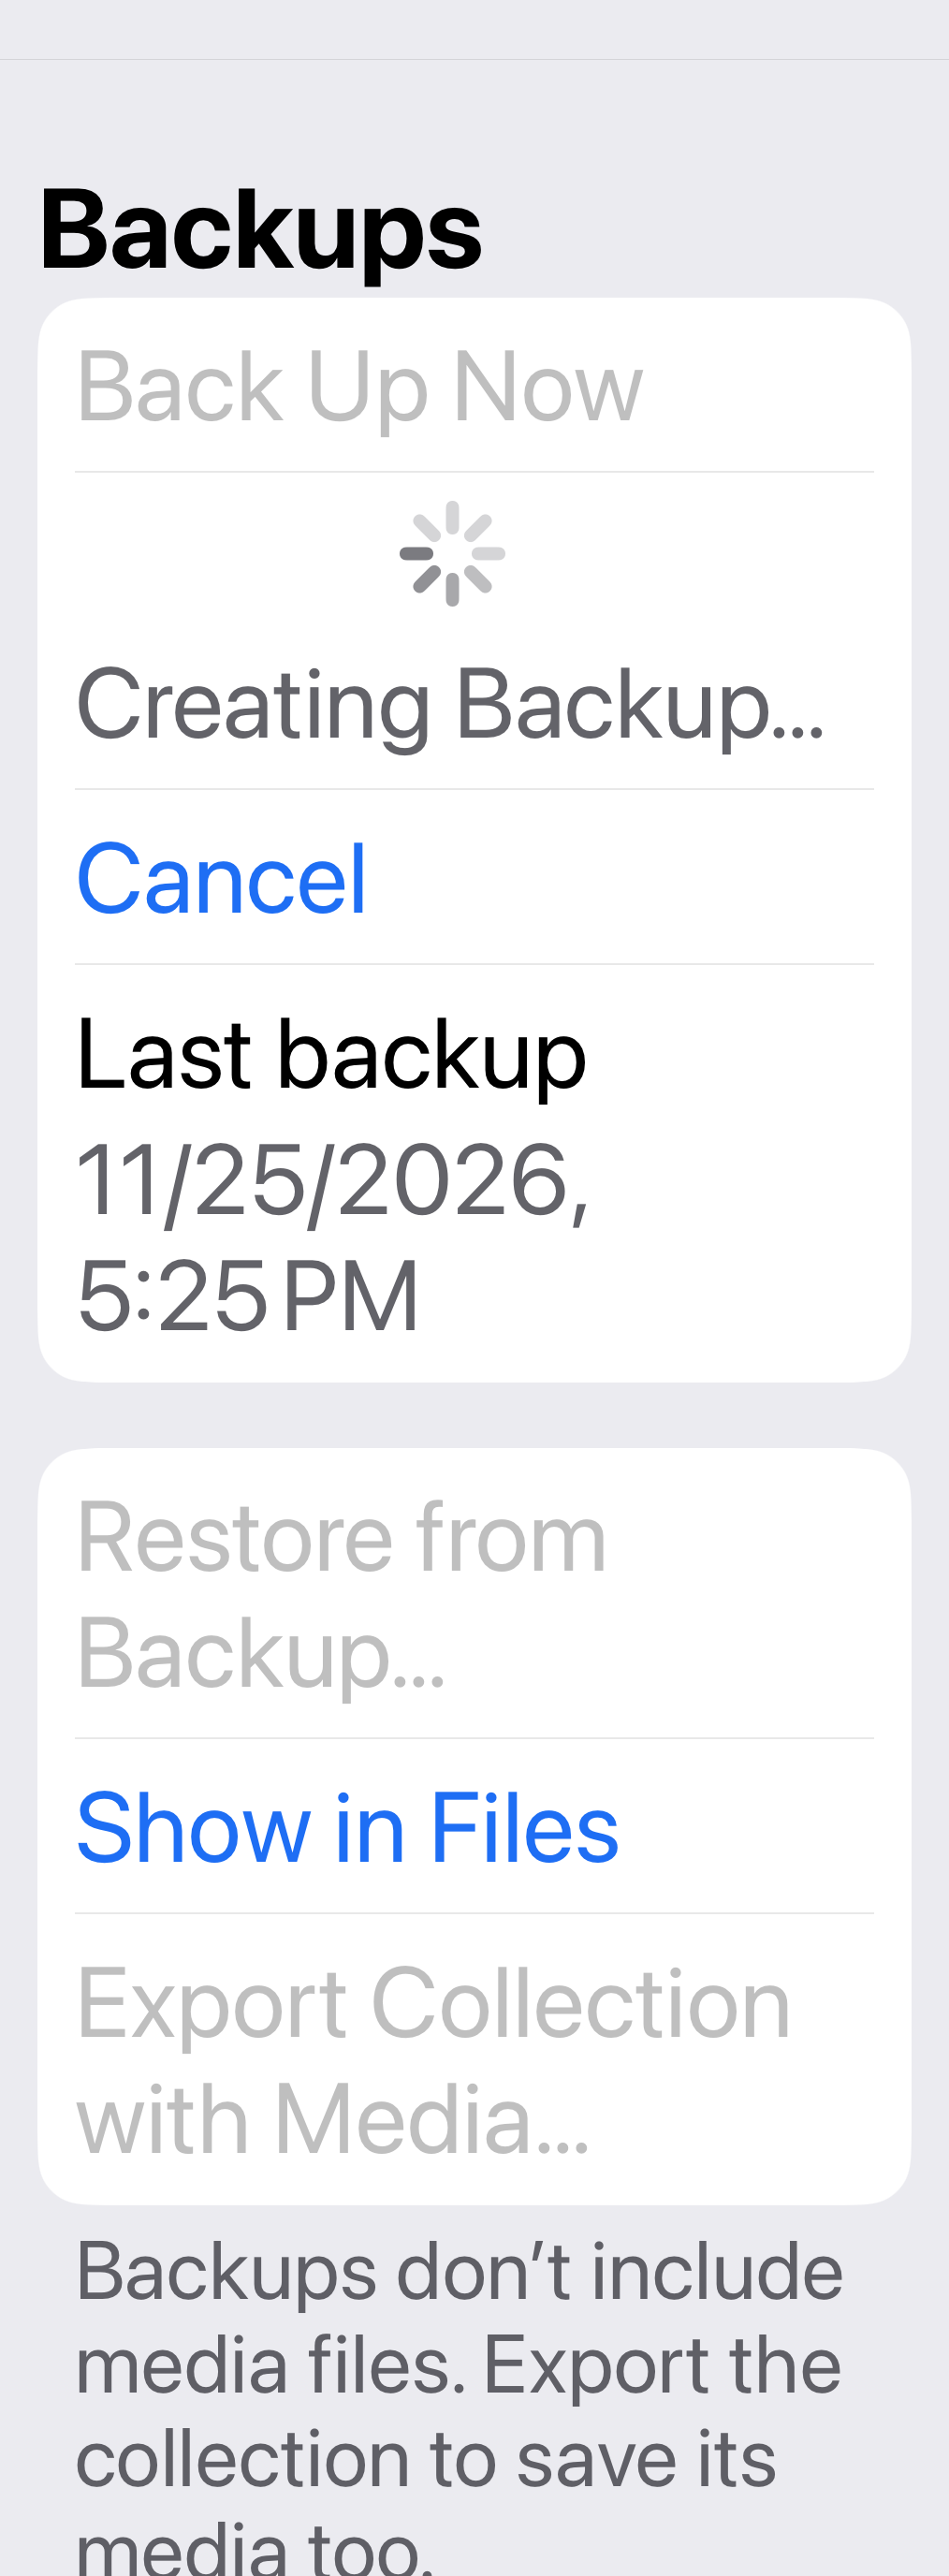 Backups
Back Up Now
Creating Backup...
Cancel
Last backup
11/25/2026,
5:25 PM
Restore from
Backup...
Show in Files
Export Collection
with Media...
Backups don’t include
media files. Export the
collection to save its
media too.